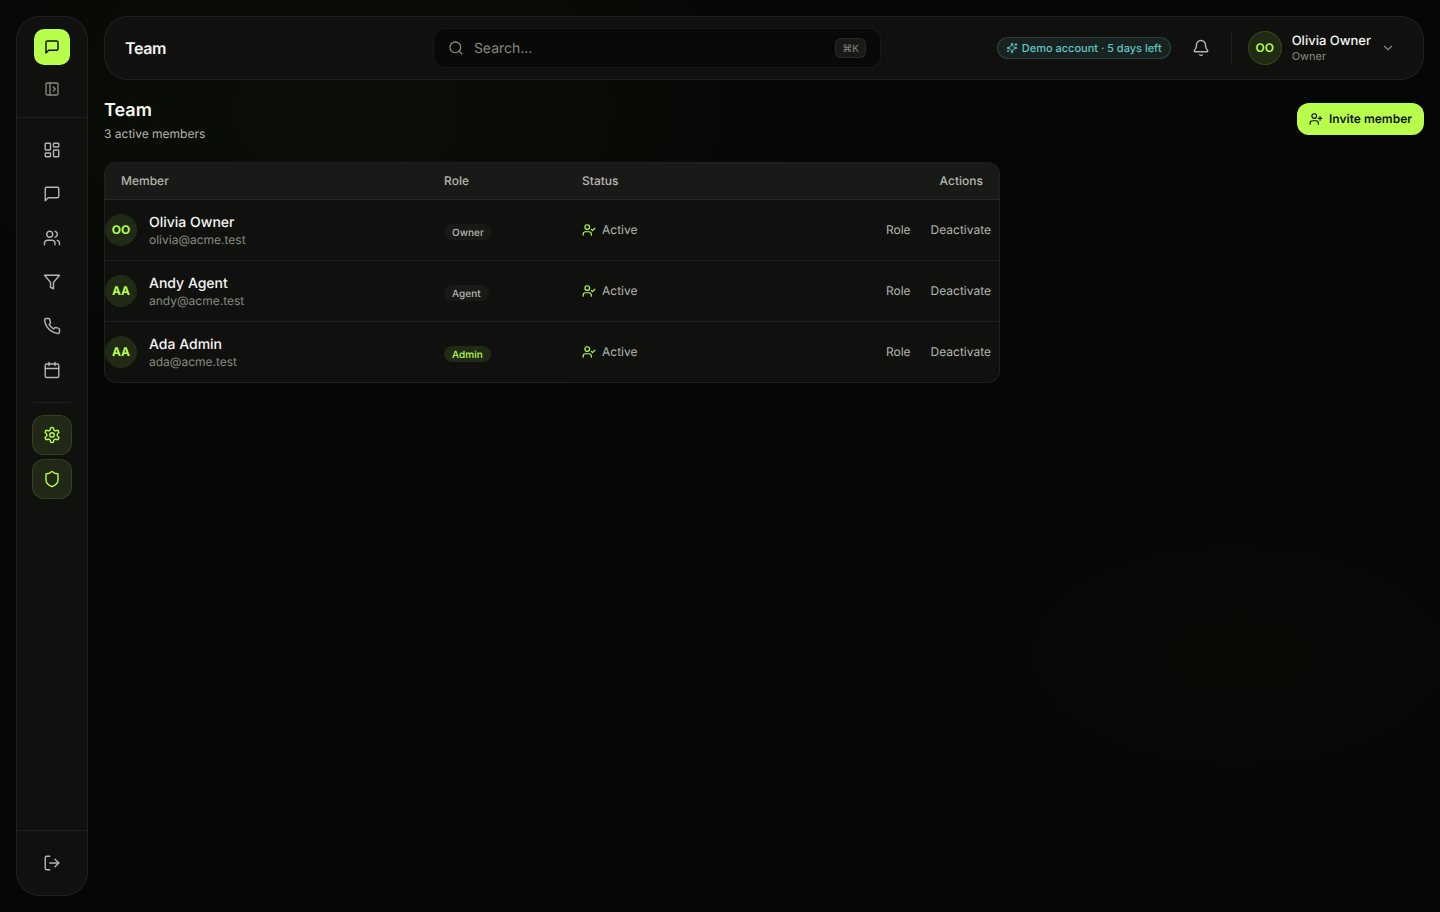 Team
Search...
⌘K
Demo account · 5 days left
OO
Olivia Owner
Owner
Team
3 active members
Invite member
Member Role Status Actions
OO
Olivia Owner
olivia@acme.test
Owner
Active
Role Deactivate
AA
Andy Agent
andy@acme.test
Agent
Active
Role Deactivate
AA
Ada Admin
ada@acme.test
Admin
Active
Role Deactivate